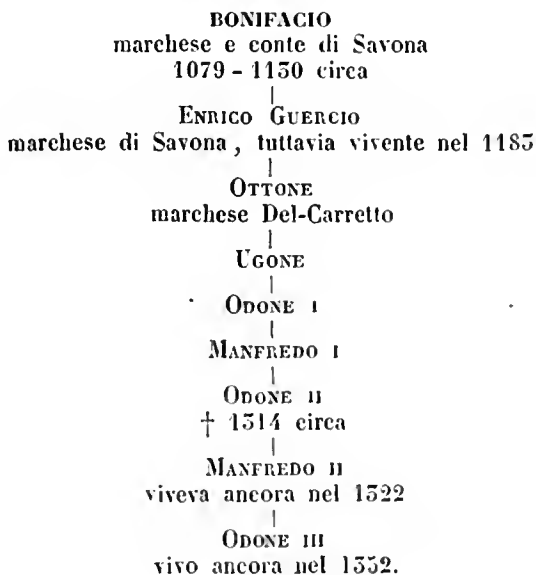 BONIFACIO
marchese e conte di Savona
1079 - 1130 circa
ENRICO GUERCIO
marchese di Savona, tuttavia vivente nel 1183
OTTONE
marchese Del-Carretto
UGONE
ODONE I
MANFREDO I
ODONE II
† 1314 circa
MANFREDO II
viveva ancora nel 1322
ODONE III
vivo ancora nel 1332.